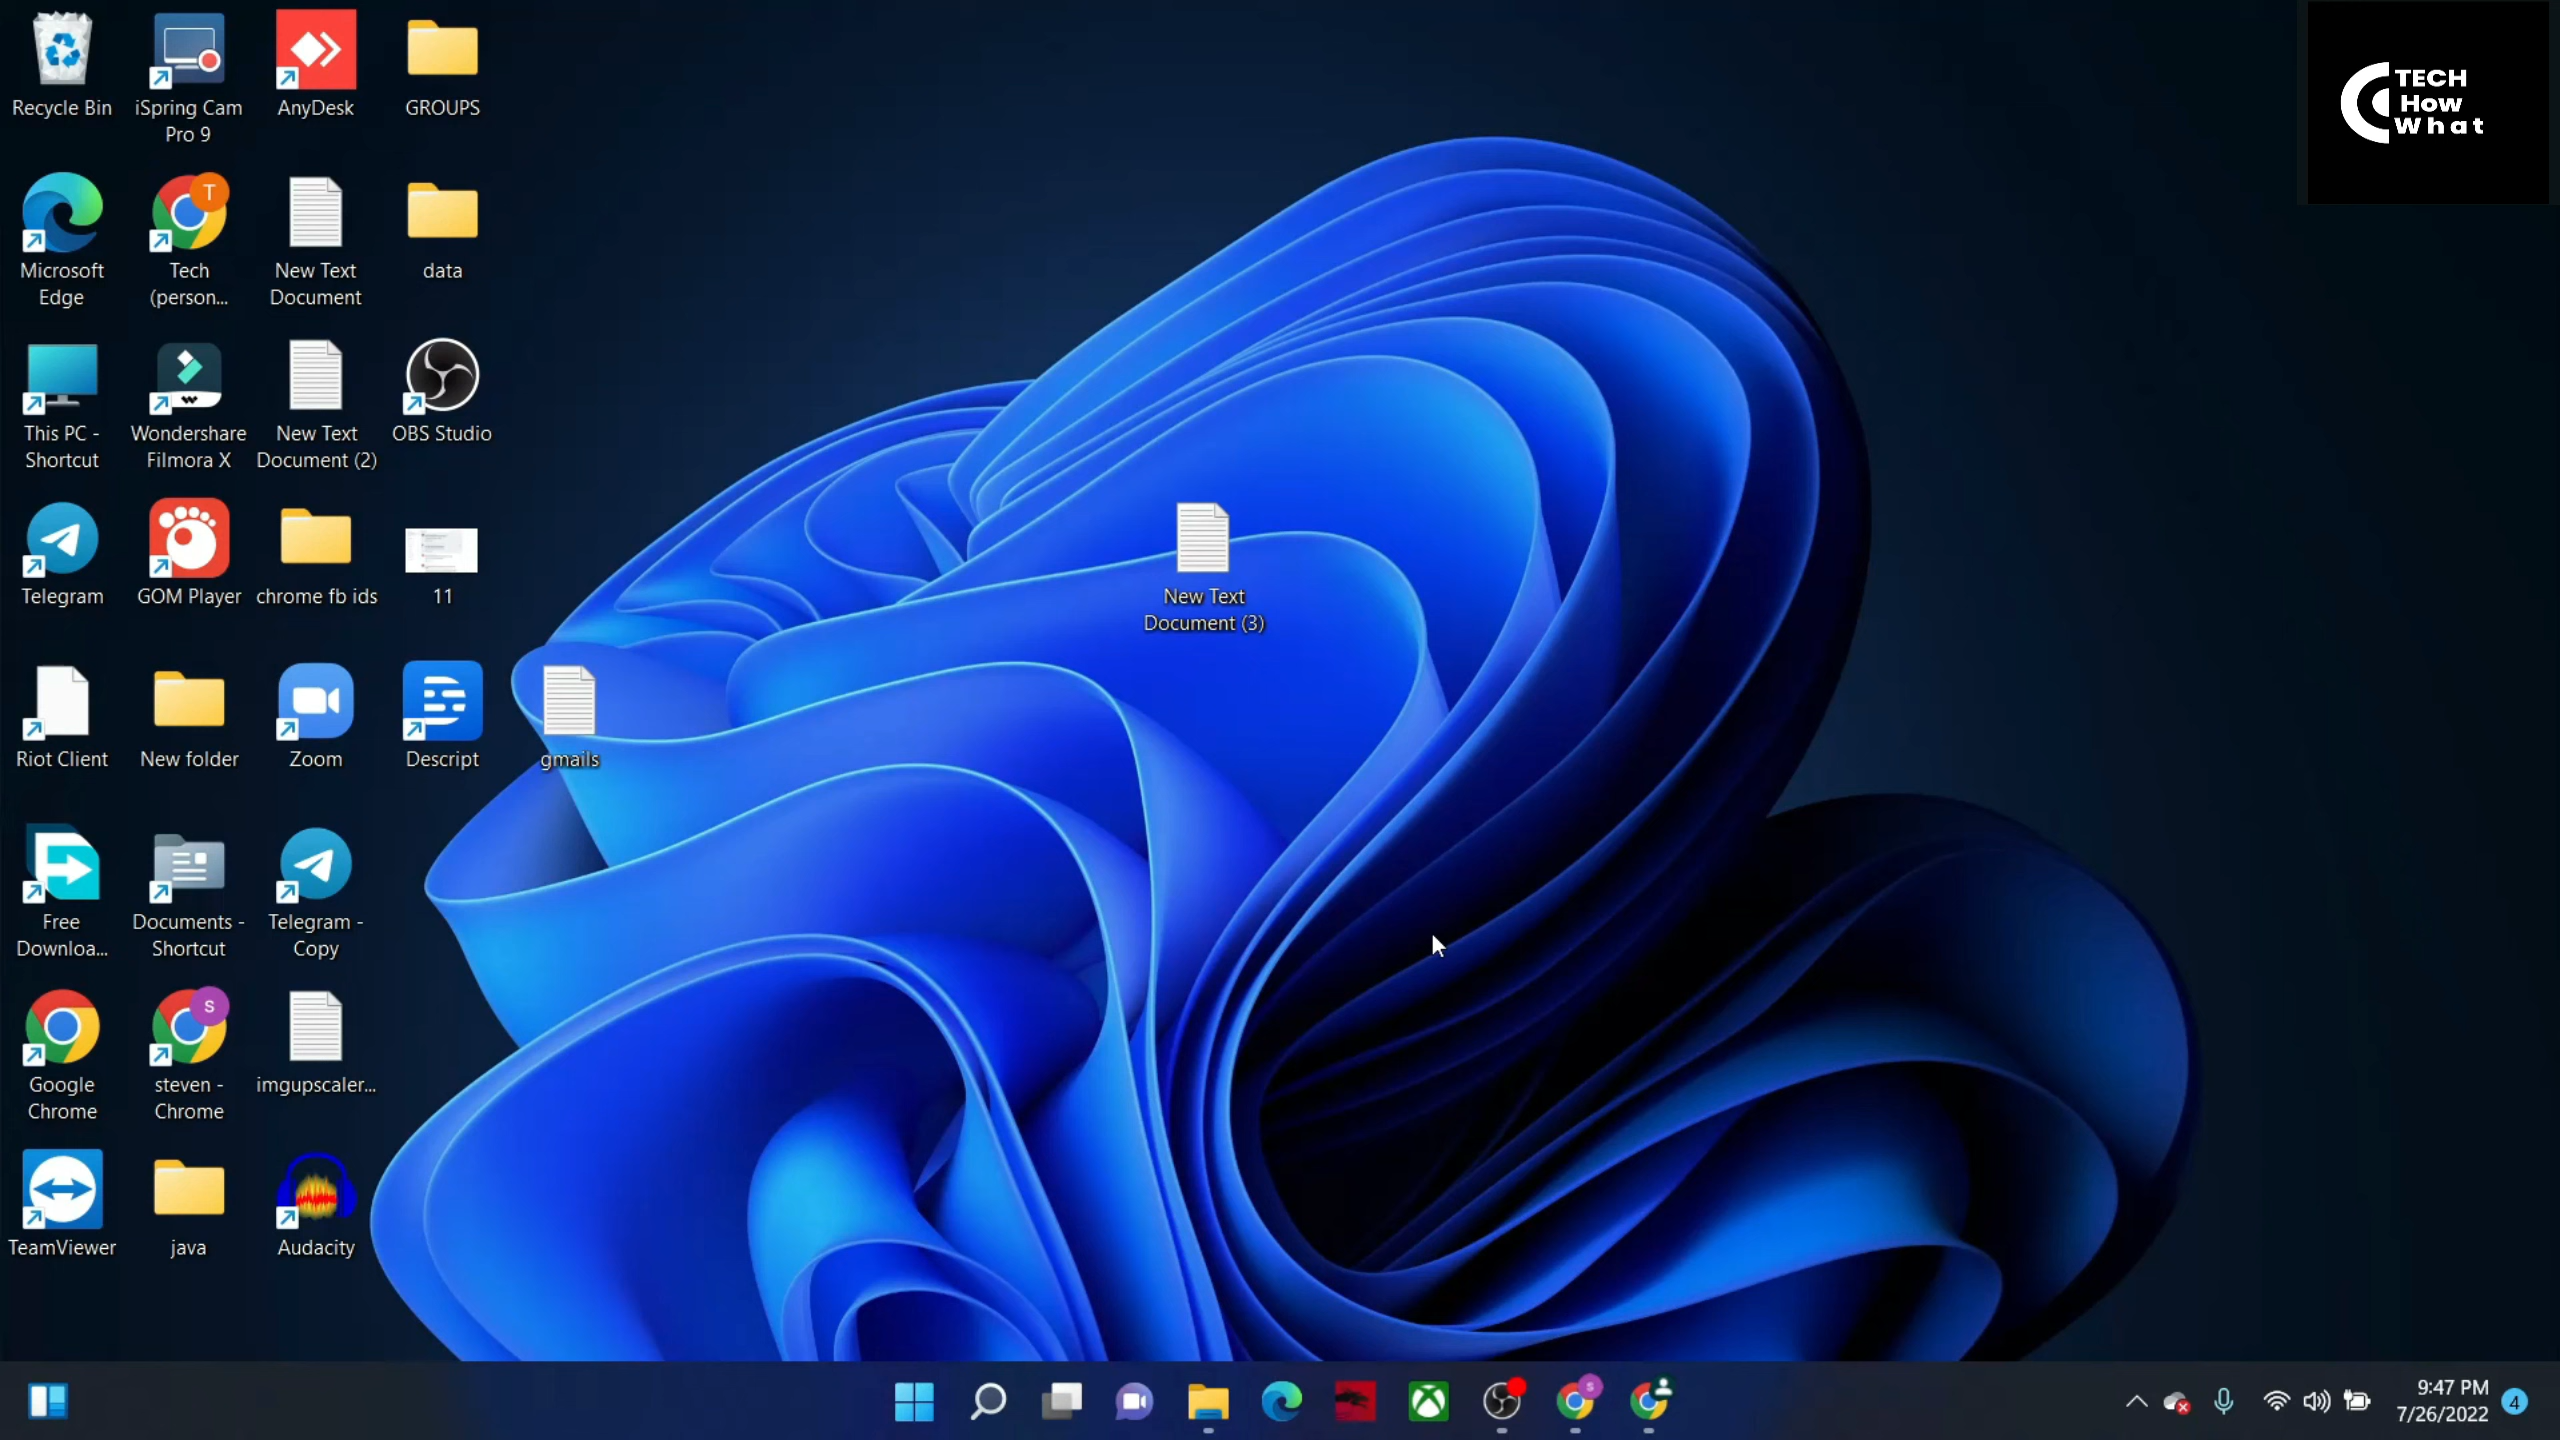 Recycle Bin
iSpring Cam
Pro 9
AnyDesk
GROUPS
TECH
How
What
Microsoft
Edge
T
Tech
(person...
New Text
Document
data
This PC -
Shortcut
Wondershare
Filmora X
New Text
Document (2)
OBS Studio
Telegram
GOM Player
chrome fb ids
11
New Text
Document (3)
Riot Client
New folder
Zoom
Descript
gmails
Free
Downloa...
Documents -
Shortcut
Telegram -
Copy
Google
Chrome
S
steven -
Chrome
imgupscaler...
TeamViewer
java
Audacity
S
9:47 PM
7/26/2022
4